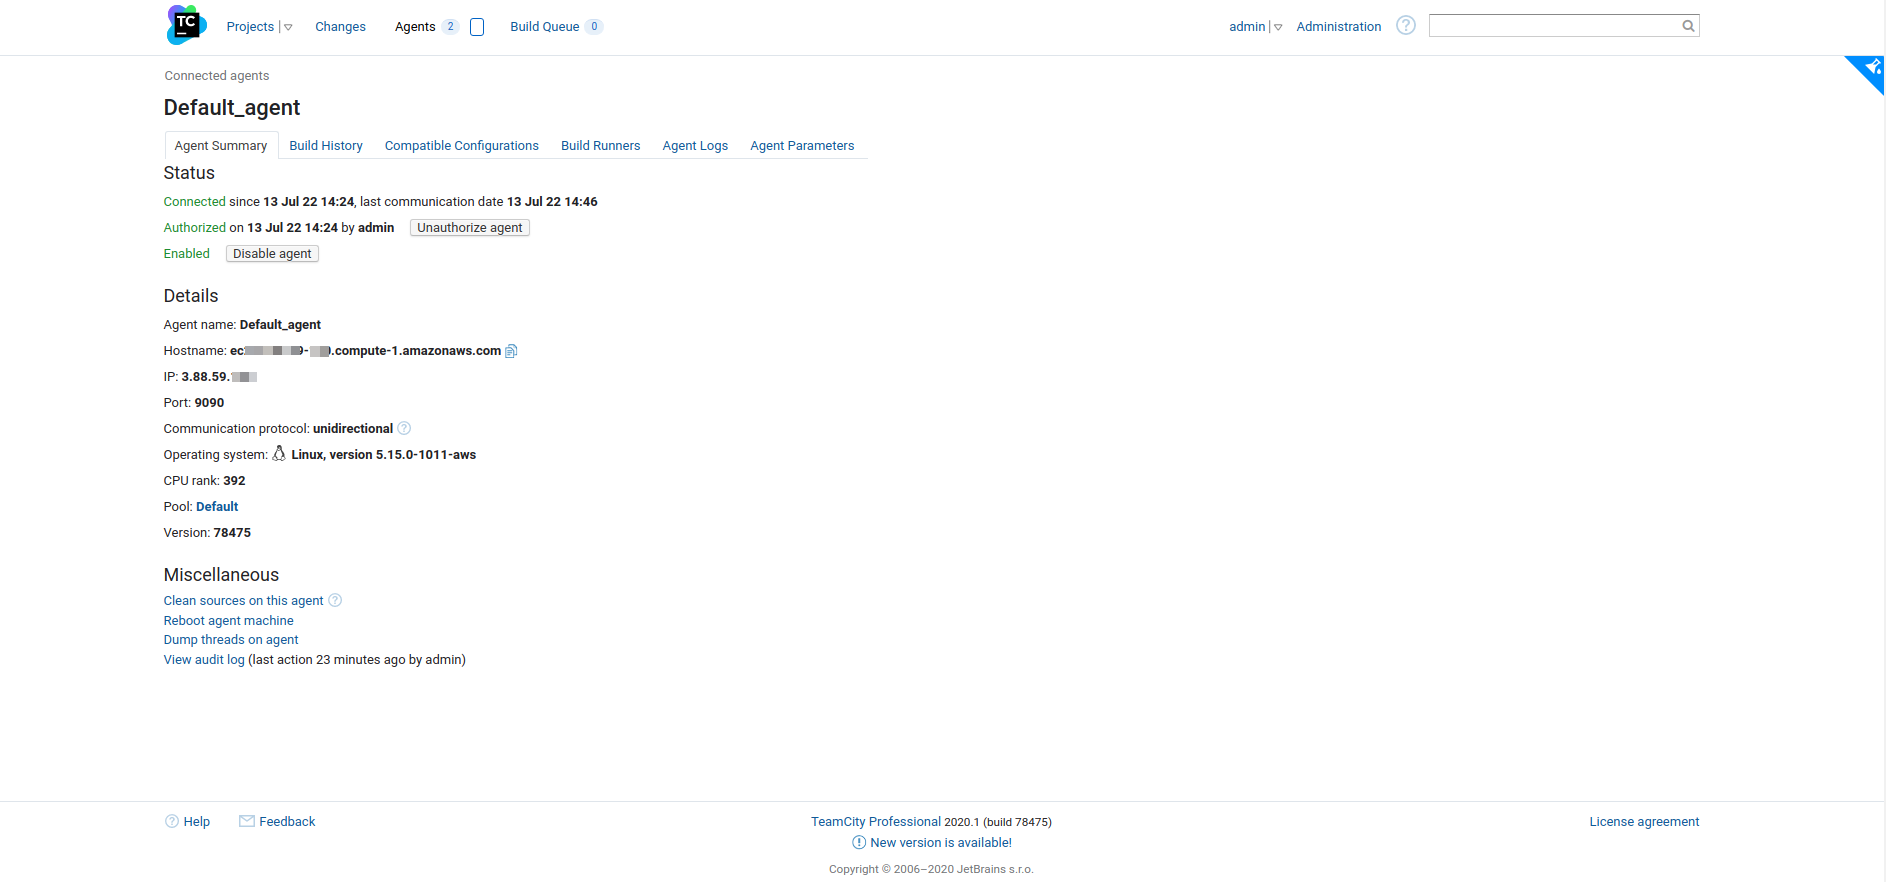 TC
Projects Changes Agents 2 Build Queue 0 admin Administration ?
Connected agents
Default_agent
Agent Summary Build History Compatible Configurations Build Runners Agent Logs Agent Parameters
Status
Connected since 13 Jul 22 14:24, last communication date 13 Jul 22 14:46
Authorized on 13 Jul 22 14:24 by admin Unauthorize agent
Enabled Disable agent
Details
Agent name: Default_agent
Hostname: .compute-1.amazonaws.com
IP: 3.88.59.
Port: 9090
Communication protocol: unidirectional ?
Operating system: Linux, version 5.15.0-1011-aws
CPU rank: 392
Pool: Default
Version: 78475
Miscellaneous
Clean sources on this agent ?
Reboot agent machine
Dump threads on agent
View audit log (last action 23 minutes ago by admin)
? Help Feedback TeamCity Professional 2020.1 (build 78475) License agreement
New version is available!
Copyright © 2006–2020 JetBrains s.r.o.